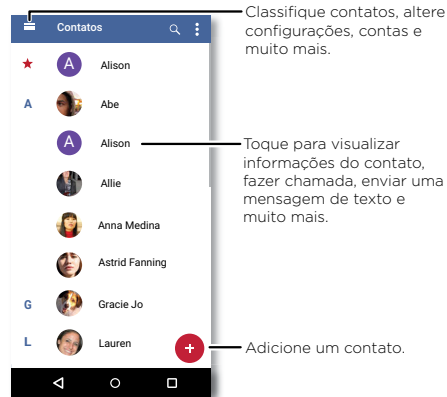 Contatos
A Alison
A
Abe
A Alison
Allie
Anna Medina
Astrid Fanning
G Gracie Jo
L Lauren
Classifique contatos, altere
configurações, contas e
muito mais.
Toque para visualizar
informações do contato,
fazer chamada, enviar uma
mensagem de texto e
muito mais.
Adicione um contato.